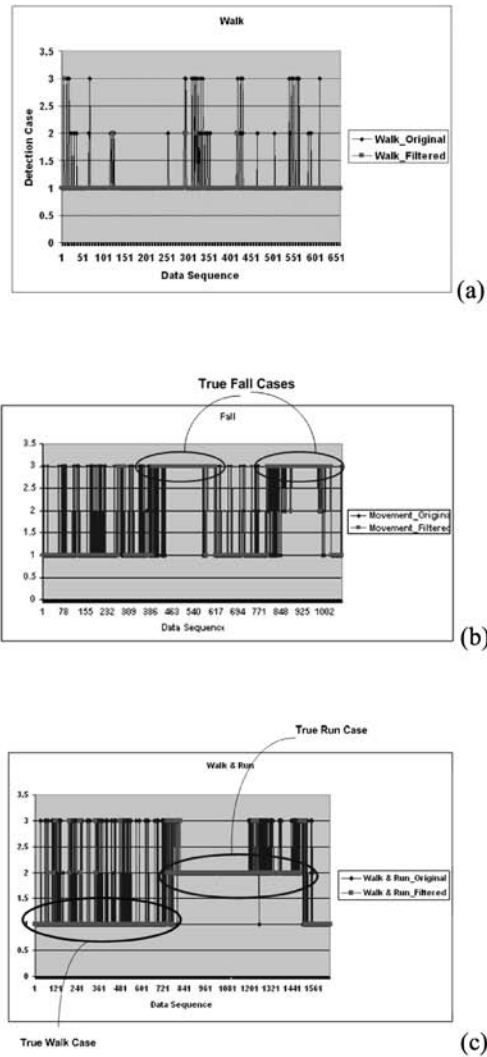 Walk
3.5
3
2.5
2
1.5
1
0.5
0
Detection Case
1 51 101 151 201 251 301 351 401 451 501 551 601 651
Data Sequence
Walk_Original
Walk_Filtered
(a)
True Fall Cases
Fall
3.5
3
2.5
2
1.5
1
0.5
0
1 78 155 232 309 386 463 540 617 694 771 848 925 1002
Data Sequence
Movement_Original
Movement_Filtered
(b)
True Run Case
Walk & Run
3.5
3
2.5
2
1.5
1
0.5
0
1 121 241 361 481 601 721 841 961 1081 1201 1321 1441 1561
Data Sequence
Walk & Run_Original
Walk & Run_Filtered
True Walk Case
(c)